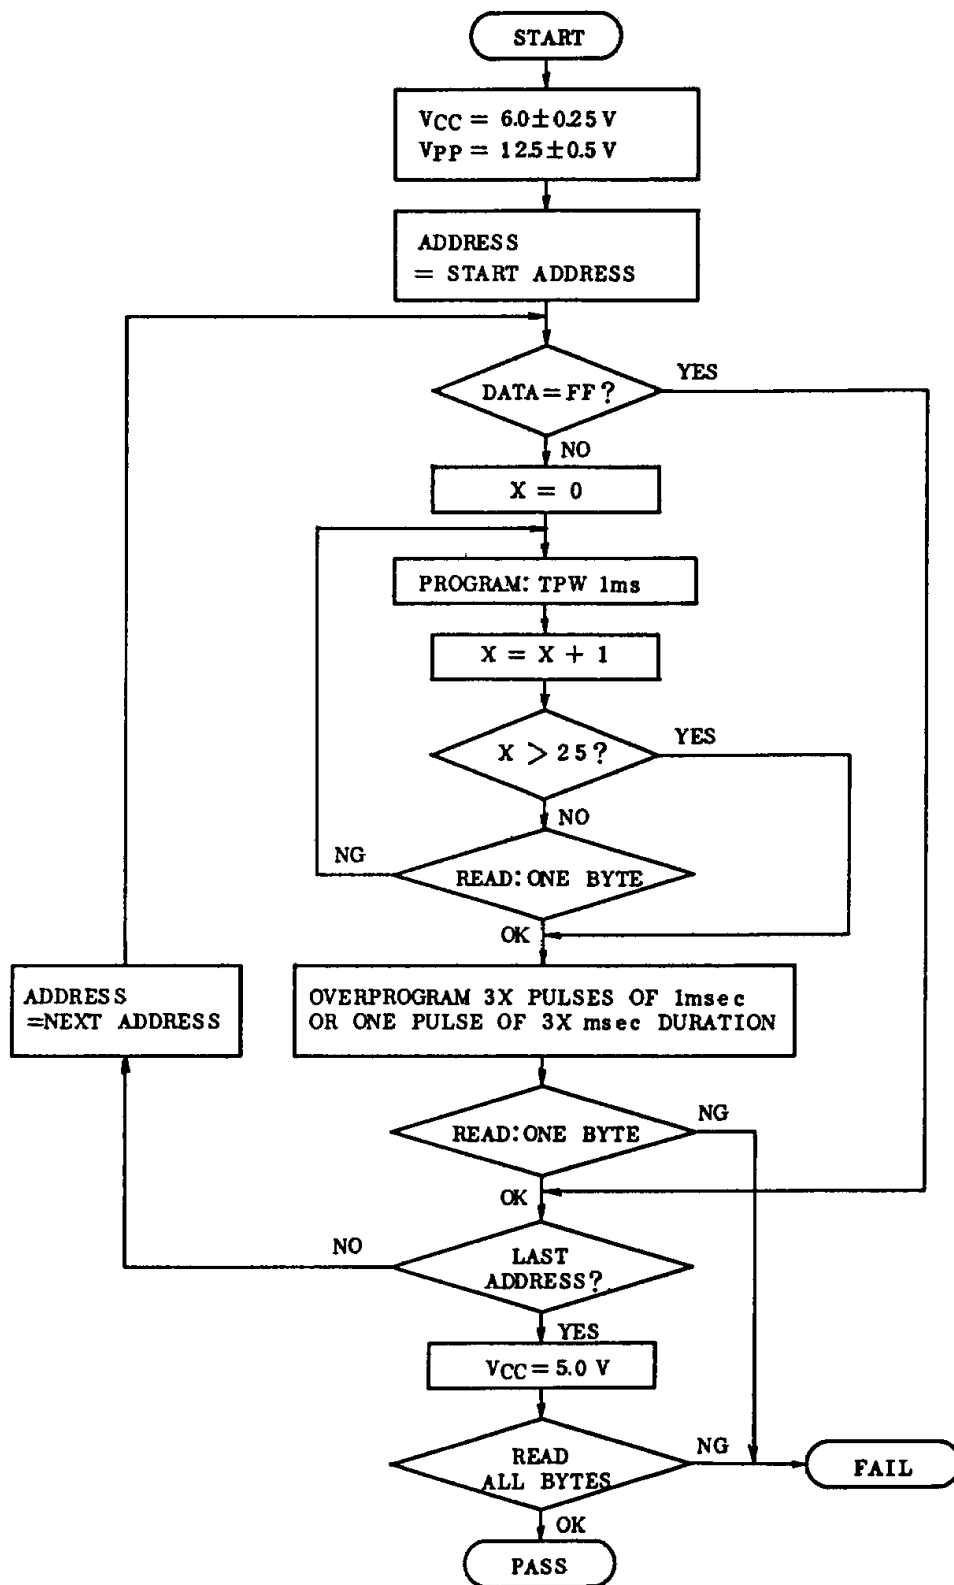 START
VCC = 6.0±0.25 V
VPP = 12.5±0.5 V
ADDRESS
= START ADDRESS
DATA=FF?
YES
NO
X = 0
PROGRAM: TPW 1ms
X = X + 1
X > 25?
YES
NO
READ: ONE BYTE
NG
OK
ADDRESS
=NEXT ADDRESS
OVERPROGRAM 3X PULSES OF 1msec
OR ONE PULSE OF 3X msec DURATION
READ: ONE BYTE
NG
OK
LAST
ADDRESS?
NO
YES
VCC=5.0 V
READ
ALL BYTES
NG
FAIL
OK
PASS